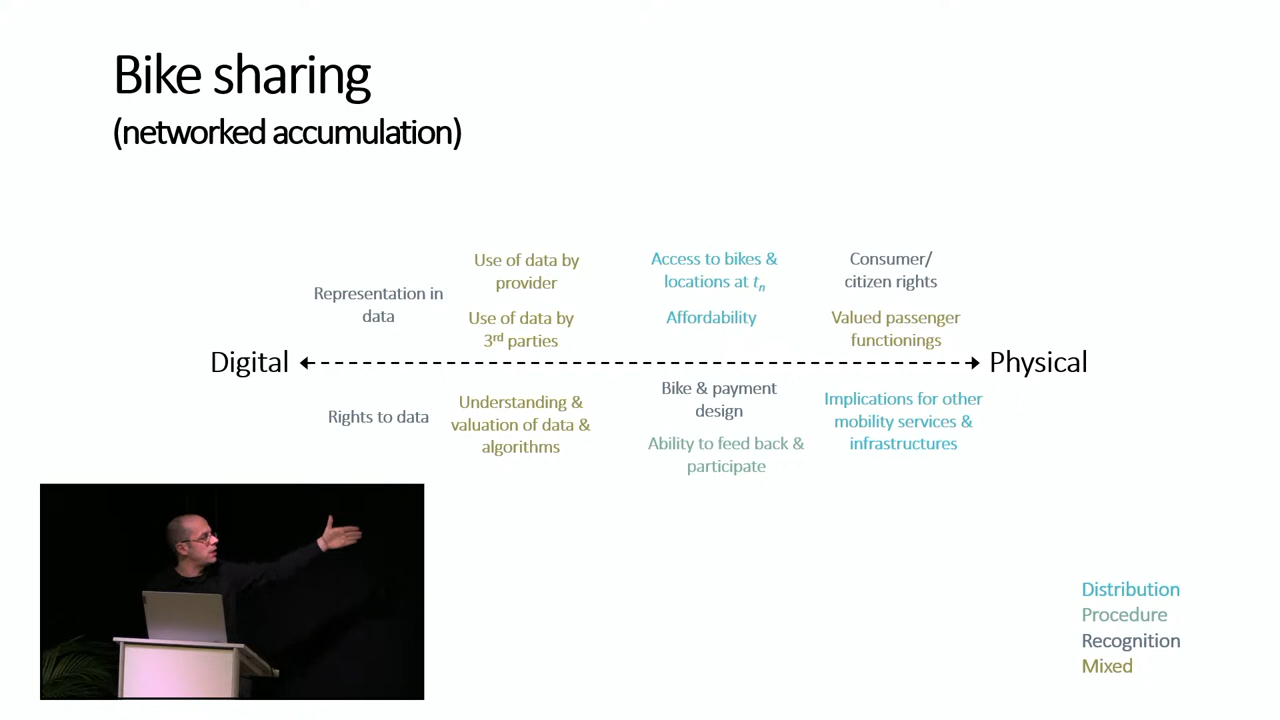 Bike sharing
(networked accumulation)
Representation in
data
Use of data by
provider
Use of data by
3rd parties
Access to bikes &
locations at tn
Affordability
Consumer/
citizen rights
Valued passenger
functionings
Digital
Physical
Rights to data
Understanding &
valuation of data &
algorithms
Bike & payment
design
Ability to feed back &
participate
Implications for other
mobility services &
infrastructures
Distribution
Procedure
Recognition
Mixed